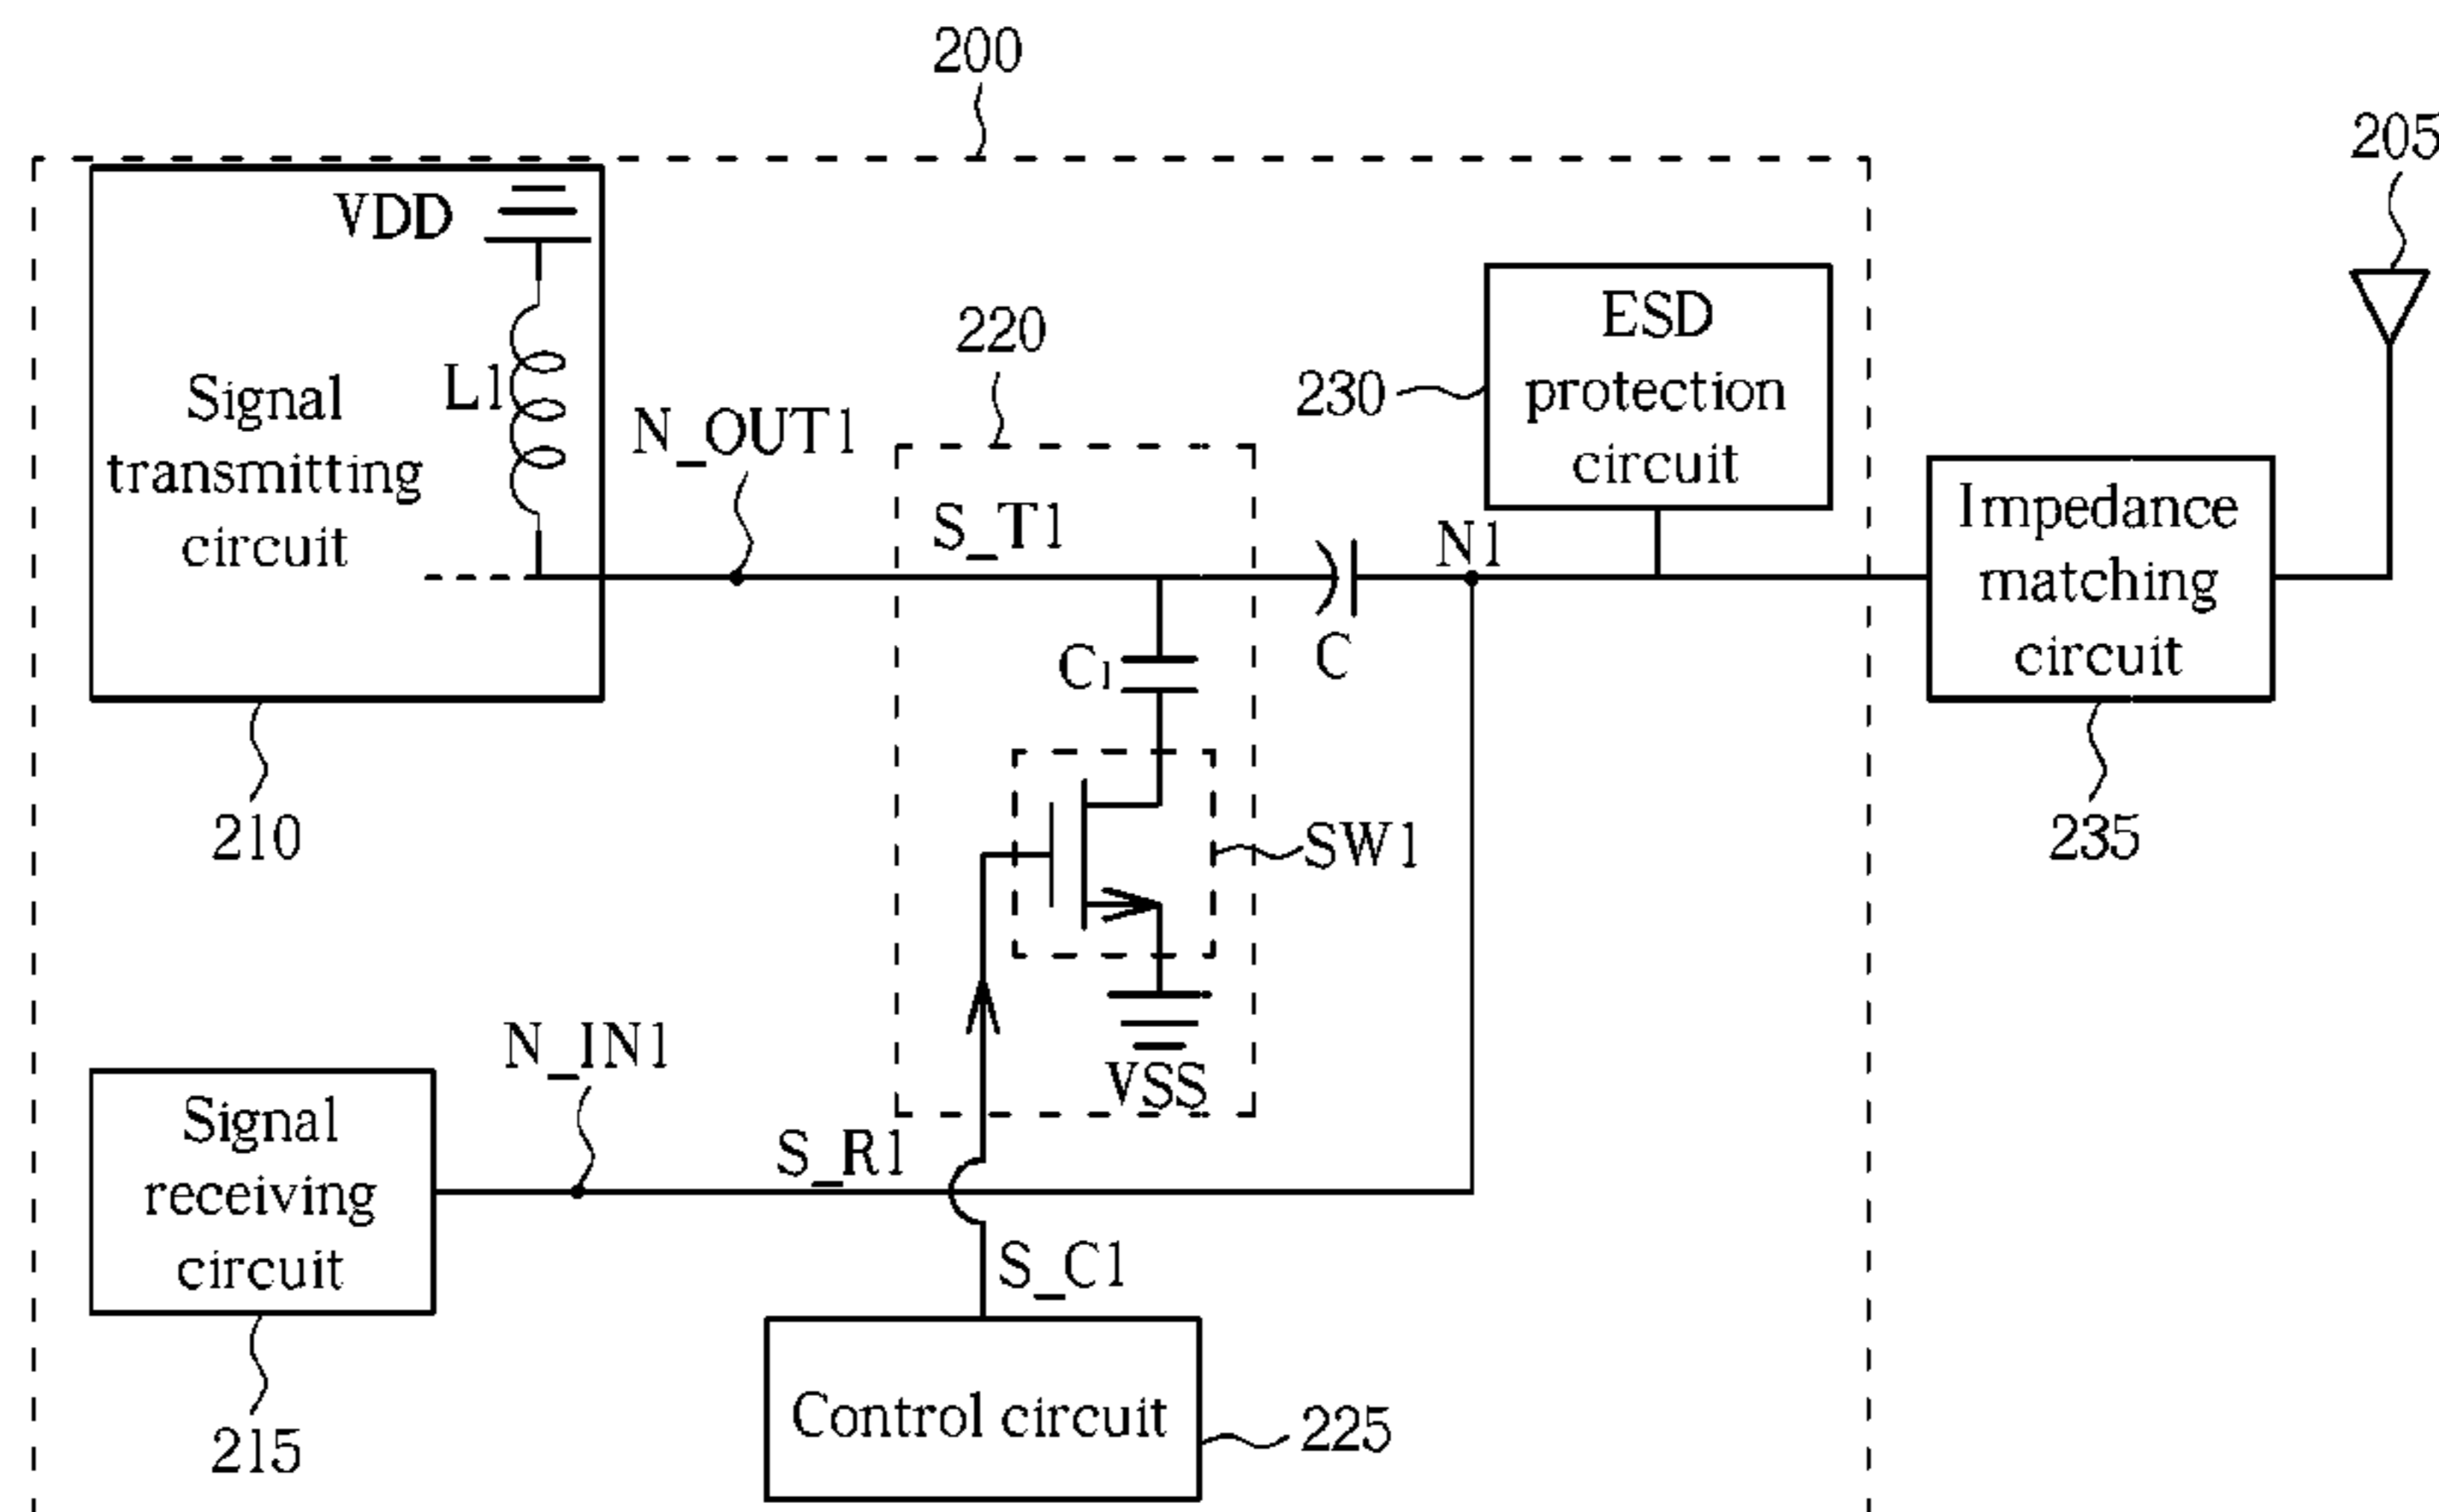 200
205
VDD
L1
Signal
transmitting
circuit
N_OUT1
220
S_T1
230
ESD
protection
circuit
N1
C
C1
Impedance
matching
circuit
210
SW1
235
VSS
N_IN1
S_R1
Signal
receiving
circuit
S_C1
215
Control circuit
225